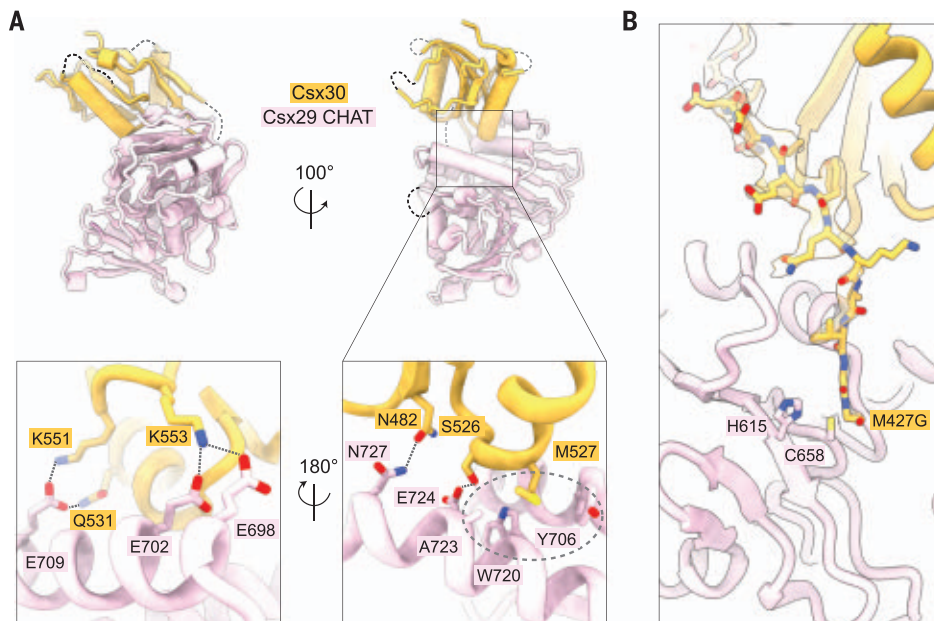 A
B
Csx30
Csx29 CHAT
100°
K551
K553
Q531
E709
E702
E698
180°
N482
S526
N727
M527
E724
A723
Y706
W720
H615
C658
M427G